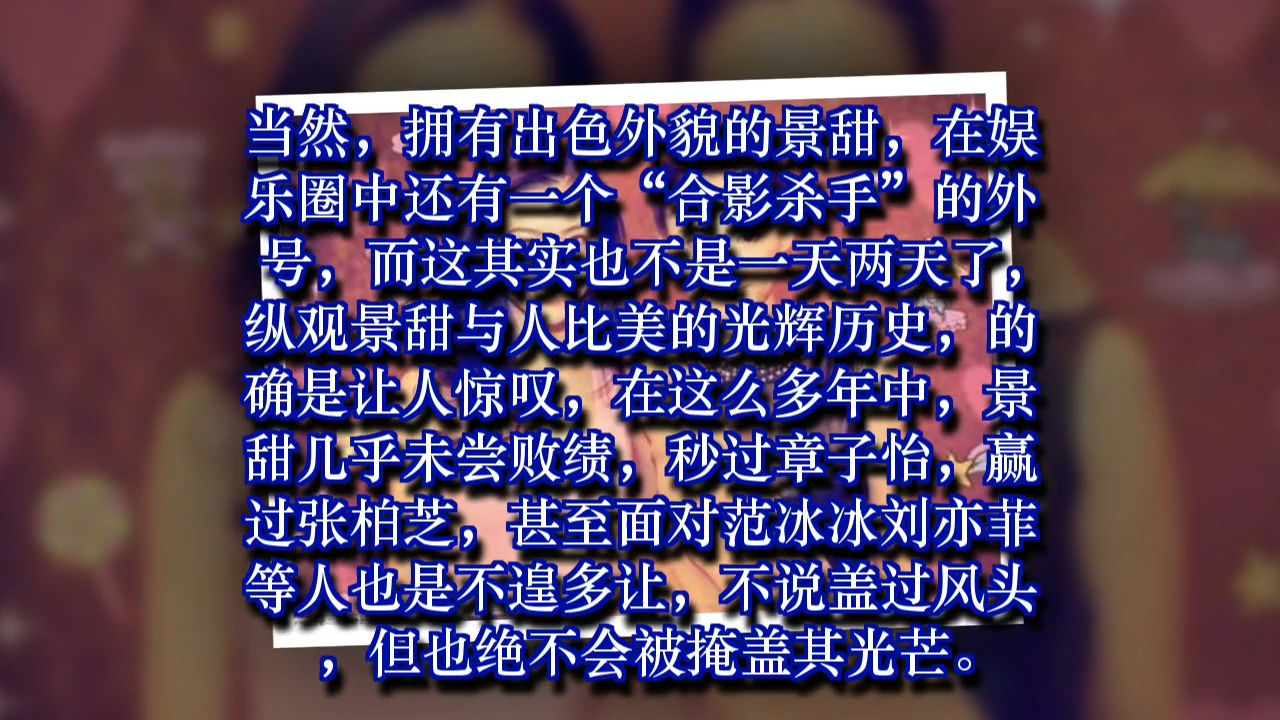 当然，拥有出色外貌的景甜，在娱
乐圈中还有一个“合影杀手”的外
号，而这其实也不是一天两天了，
纵观景甜与人比美的光辉历史，的
确是让人惊叹，在这么多年中，景
甜几乎未尝败绩，秒过章子怡，赢
过张柏芝，甚至面对范冰冰刘亦菲
等人也是不遑多让，不说盖过风头
，但也绝不会被掩盖其光芒。